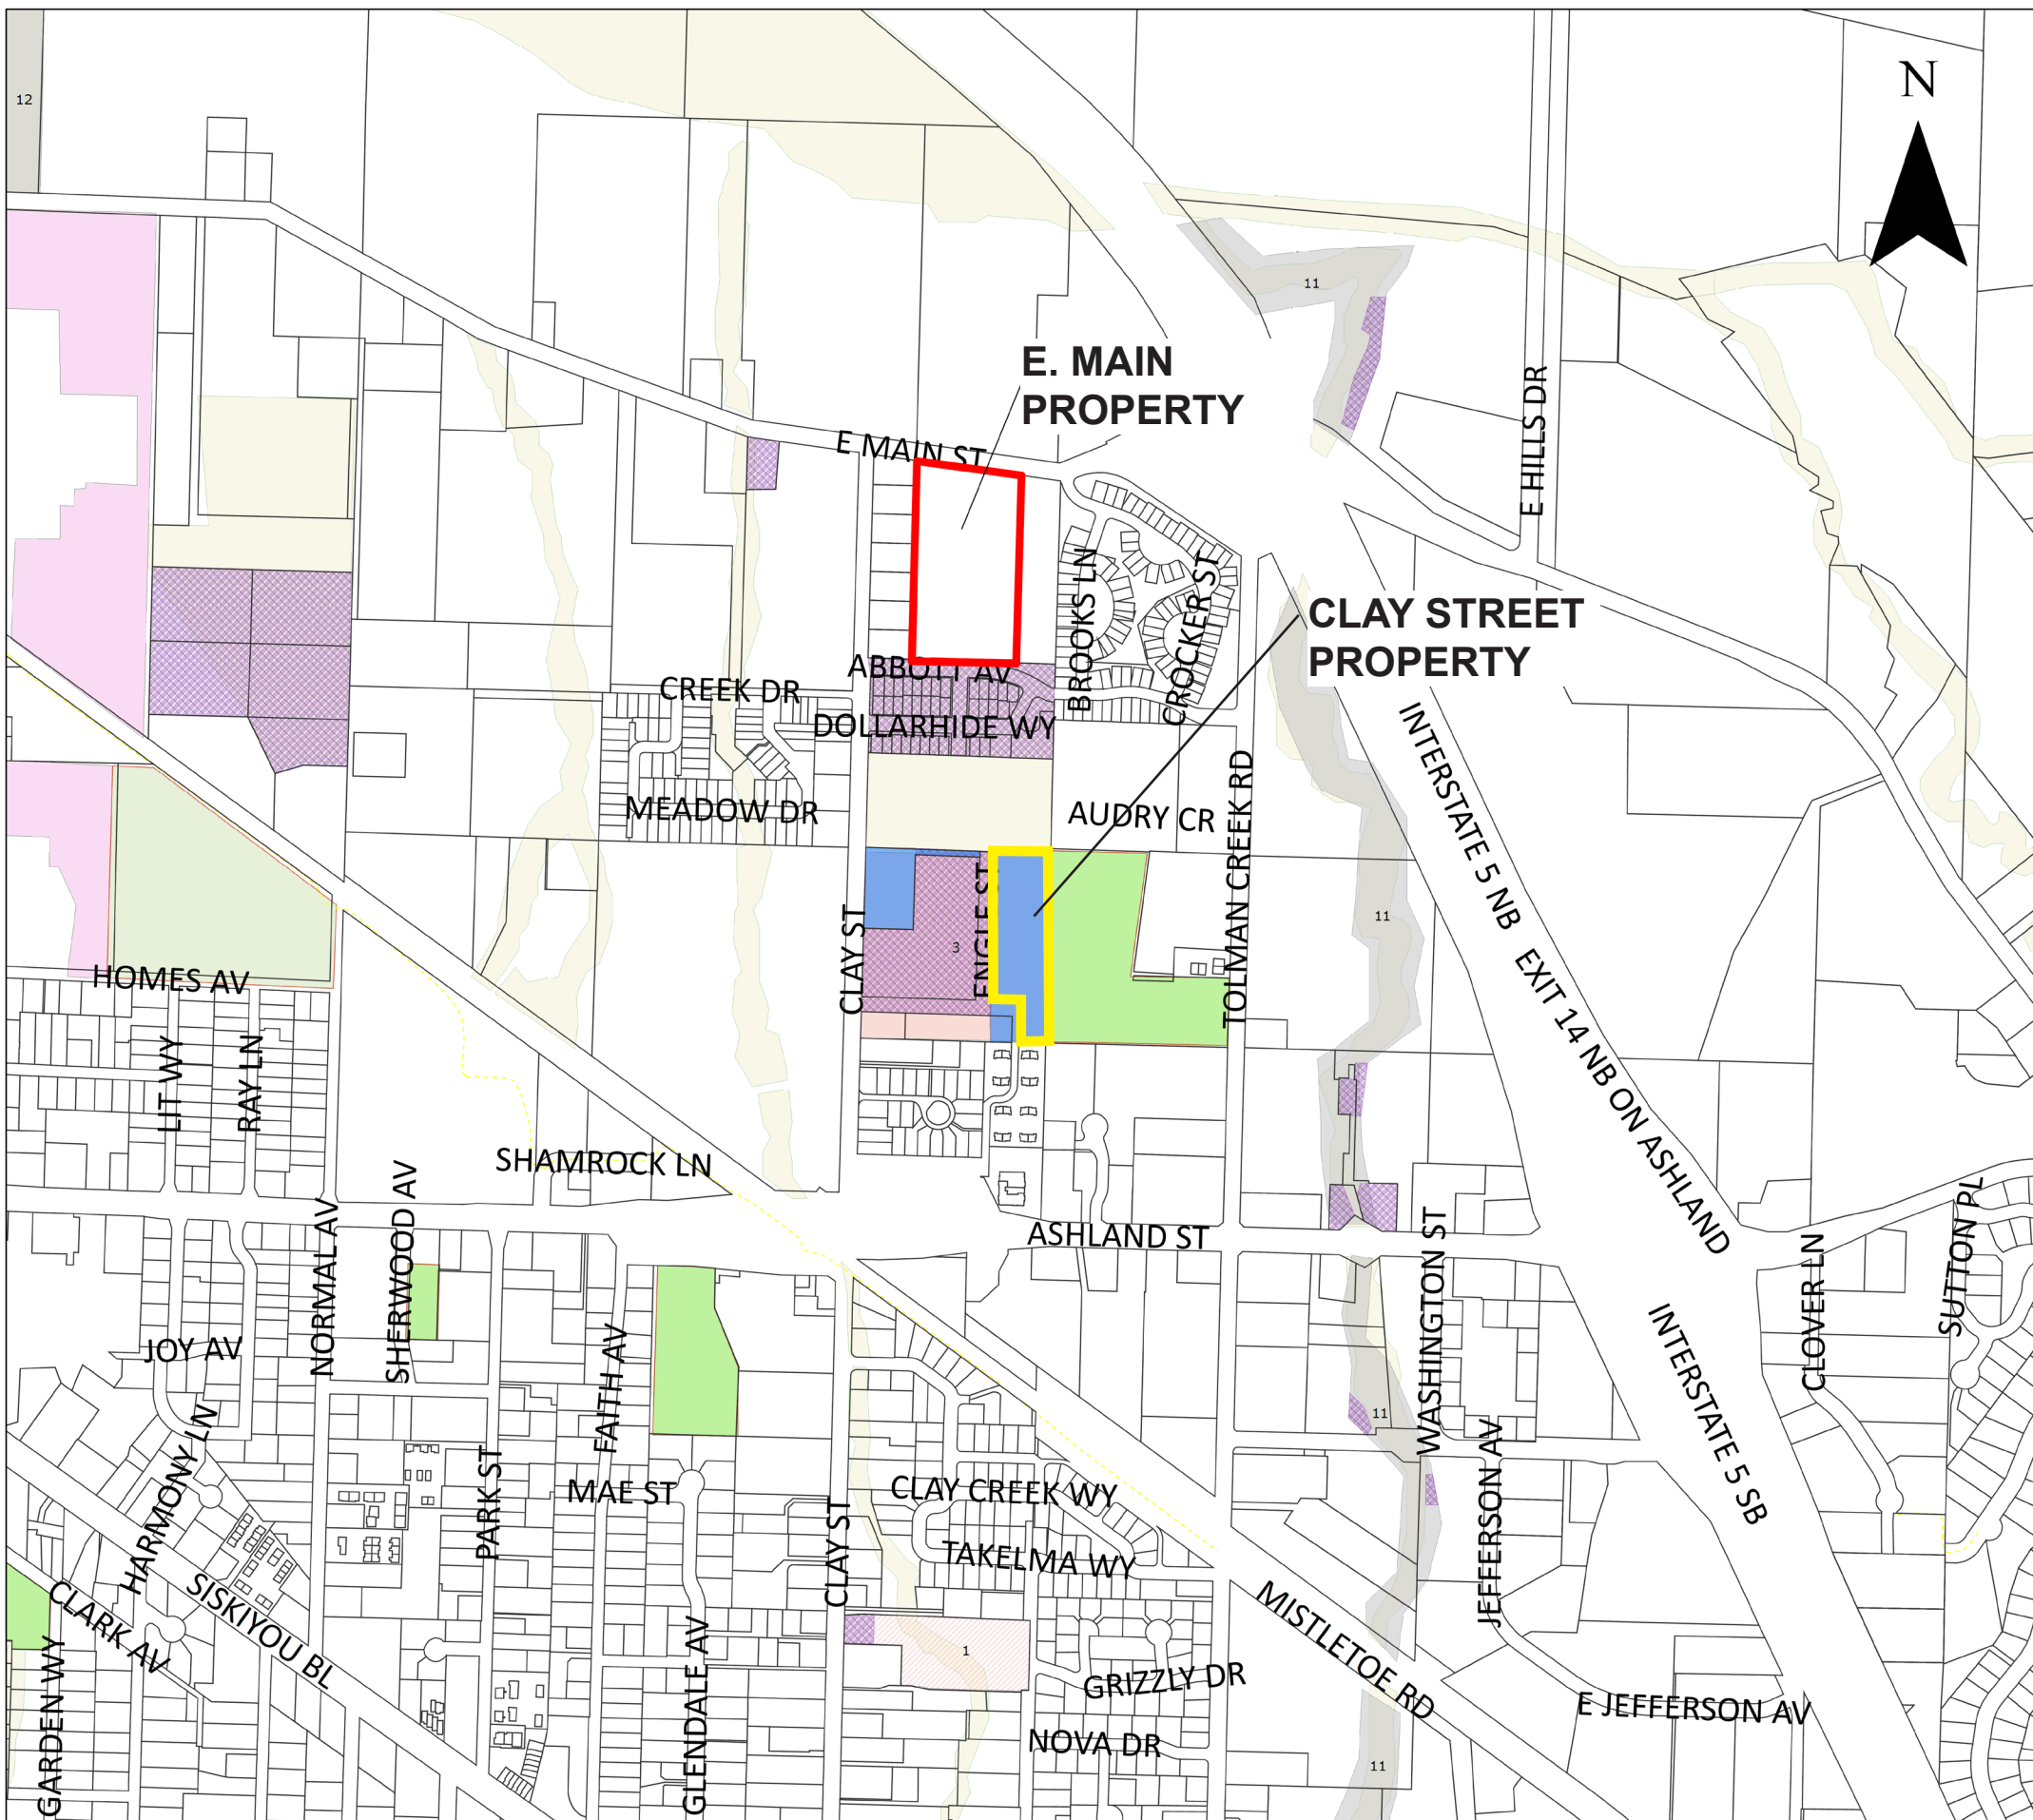 12
N
11
E. MAIN
PROPERTY
E HILLS DR
E MAIN ST
CLAY STREET
PROPERTY
BROOKS LN
CROCKER ST
ABBOTT AV
CREEK DR
DOLLARHIDE WY
MEADOW DR
AUDRY CR
TOLMAN CREEK RD
INTERSTATE 5 NB
EXIT 14 NB ON ASHLAND
ENGLE ST
CLAY ST
3
11
HOMES AV
LIT WY
RAY LN
SHAMROCK LN
ASHLAND ST
NORMAL AV
SHERWOOD AV
WASHINGTON ST
SUTTON PL
CLOVER LN
INTERSTATE 5 SB
JOY AV
FAITH AV
HARMONY LN
PARK ST
MAE ST
CLAY CREEK WY
11
JEFFERSON AV
CLAY ST
TAKELMA WY
SISKIYOU BL
CLARK AV
GARDEN WY
GLENDALE AV
1
GRIZZLY DR
MISTLETOE RD
E JEFFERSON AV
NOVA DR
11